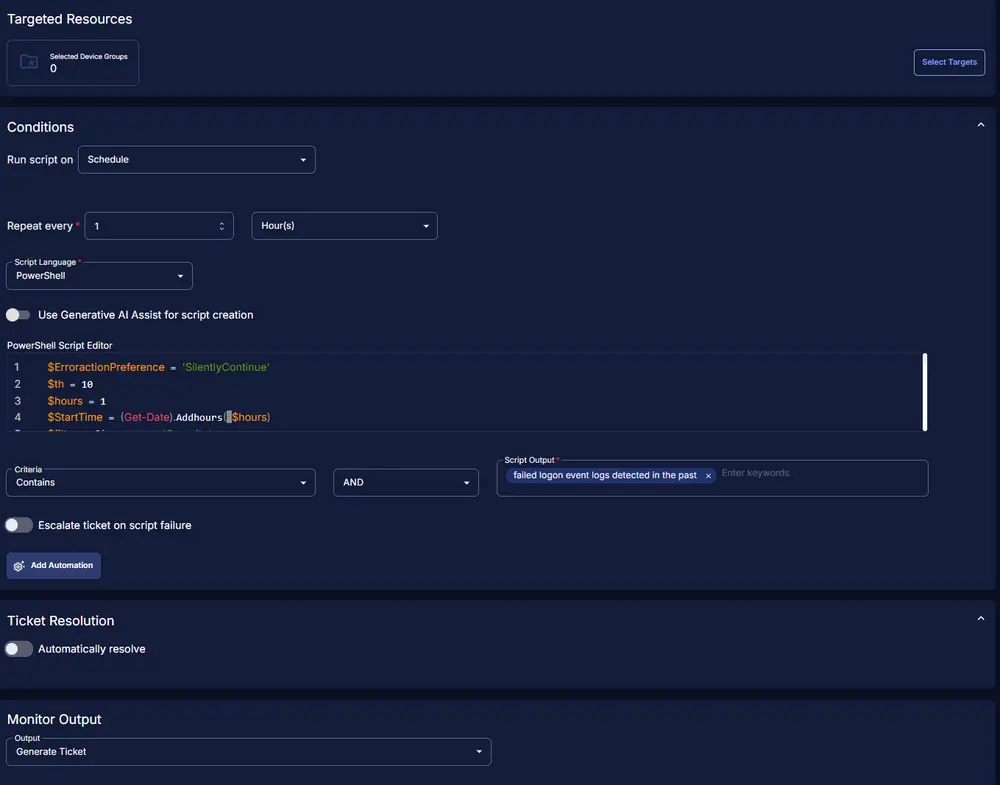 Targeted Resources
Selected Device Groups
0
Select Targets
Conditions
Run script on Schedule
Repeat every * 1 Hour(s)
Script Language *
PowerShell
Use Generative AI Assist for script creation
PowerShell Script Editor
1 $ErroractionPreference = 'SilentlyContinue'
2 $th = 10
3 $hours = 1
4 $StartTime = (Get-Date).Addhours( $hours)
Criteria
Contains
AND
Script Output *
failed logon event logs detected in the past × Enter keywords
Escalate ticket on script failure
Add Automation
Ticket Resolution
Automatically resolve
Monitor Output
Output
Generate Ticket